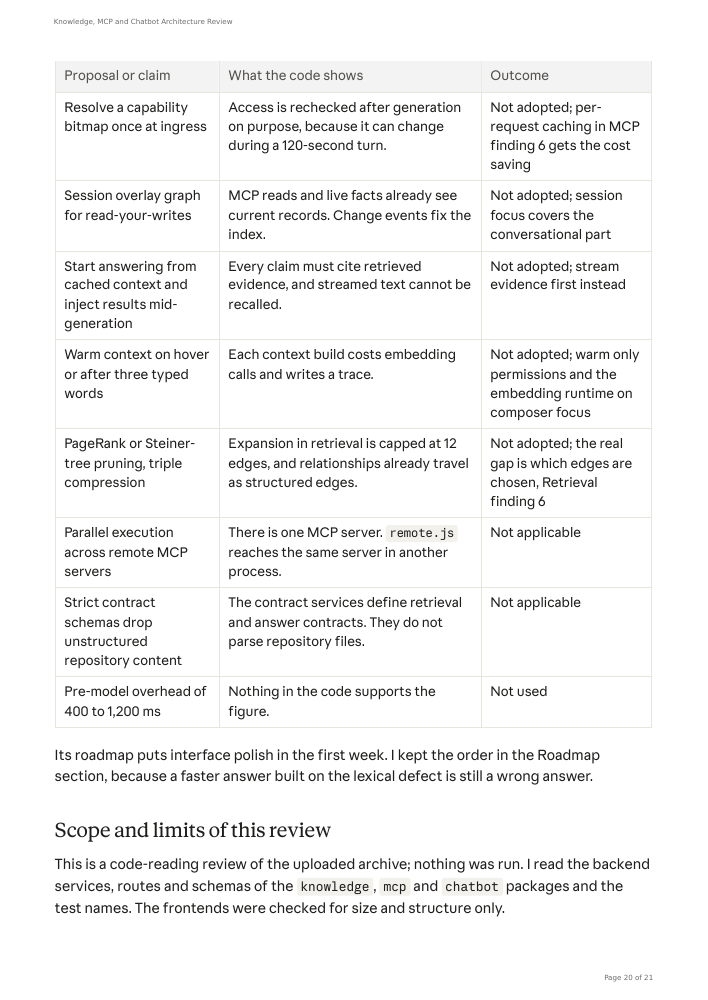 Knowledge, MCP and Chatbot Architecture Review
Proposal or claim
What the code shows
Outcome
Resolve a capability
bitmap once at ingress
Access is rechecked after generation
on purpose, because it can change
during a 120-second turn.
Not adopted; per-
request caching in MCP
finding 6 gets the cost
saving
Session overlay graph
for read-your-writes
MCP reads and live facts already see
current records. Change events fix the
index.
Not adopted; session
focus covers the
conversational part
Start answering from
cached context and
inject results mid-
generation
Every claim must cite retrieved
evidence, and streamed text cannot be
recalled.
Not adopted; stream
evidence first instead
Warm context on hover
or after three typed
words
Each context build costs embedding
calls and writes a trace.
Not adopted; warm only
permissions and the
embedding runtime on
composer focus
PageRank or Steiner-
tree pruning, triple
compression
Expansion in retrieval is capped at 12
edges, and relationships already travel
as structured edges.
Not adopted; the real
gap is which edges are
chosen, Retrieval
finding 6
Parallel execution
across remote MCP
servers
There is one MCP server. remote.js
reaches the same server in another
process.
Not applicable
Strict contract
schemas drop
unstructured
repository content
The contract services define retrieval
and answer contracts. They do not
parse repository files.
Not applicable
Pre-model overhead of
400 to 1,200 ms
Nothing in the code supports the
figure.
Not used
Its roadmap puts interface polish in the first week. I kept the order in the Roadmap
section, because a faster answer built on the lexical defect is still a wrong answer.
Scope and limits of this review
This is a code-reading review of the uploaded archive; nothing was run. I read the backend
services, routes and schemas of the knowledge, mcp and chatbot packages and the
test names. The frontends were checked for size and structure only.
Page 20 of 21